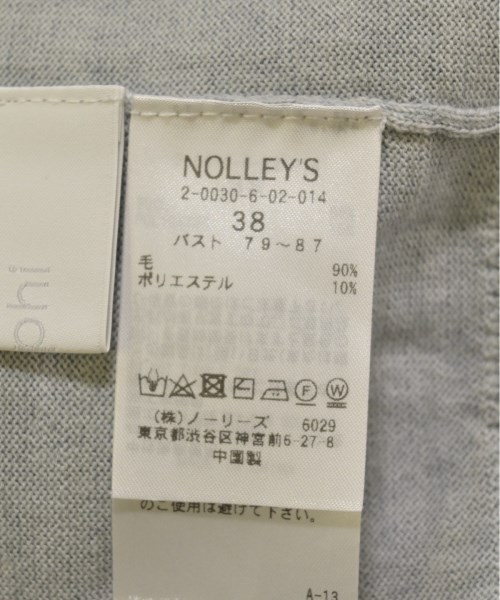 NOLLEY'S
2-0030-6-02-014
38
バスト 79～87
毛 90%
ポリエステル 10%
F W
(株)ノーリーズ 6029
東京都渋谷区神宮前6-27-8
中国製
のご使用は避けて下さい。
A-13